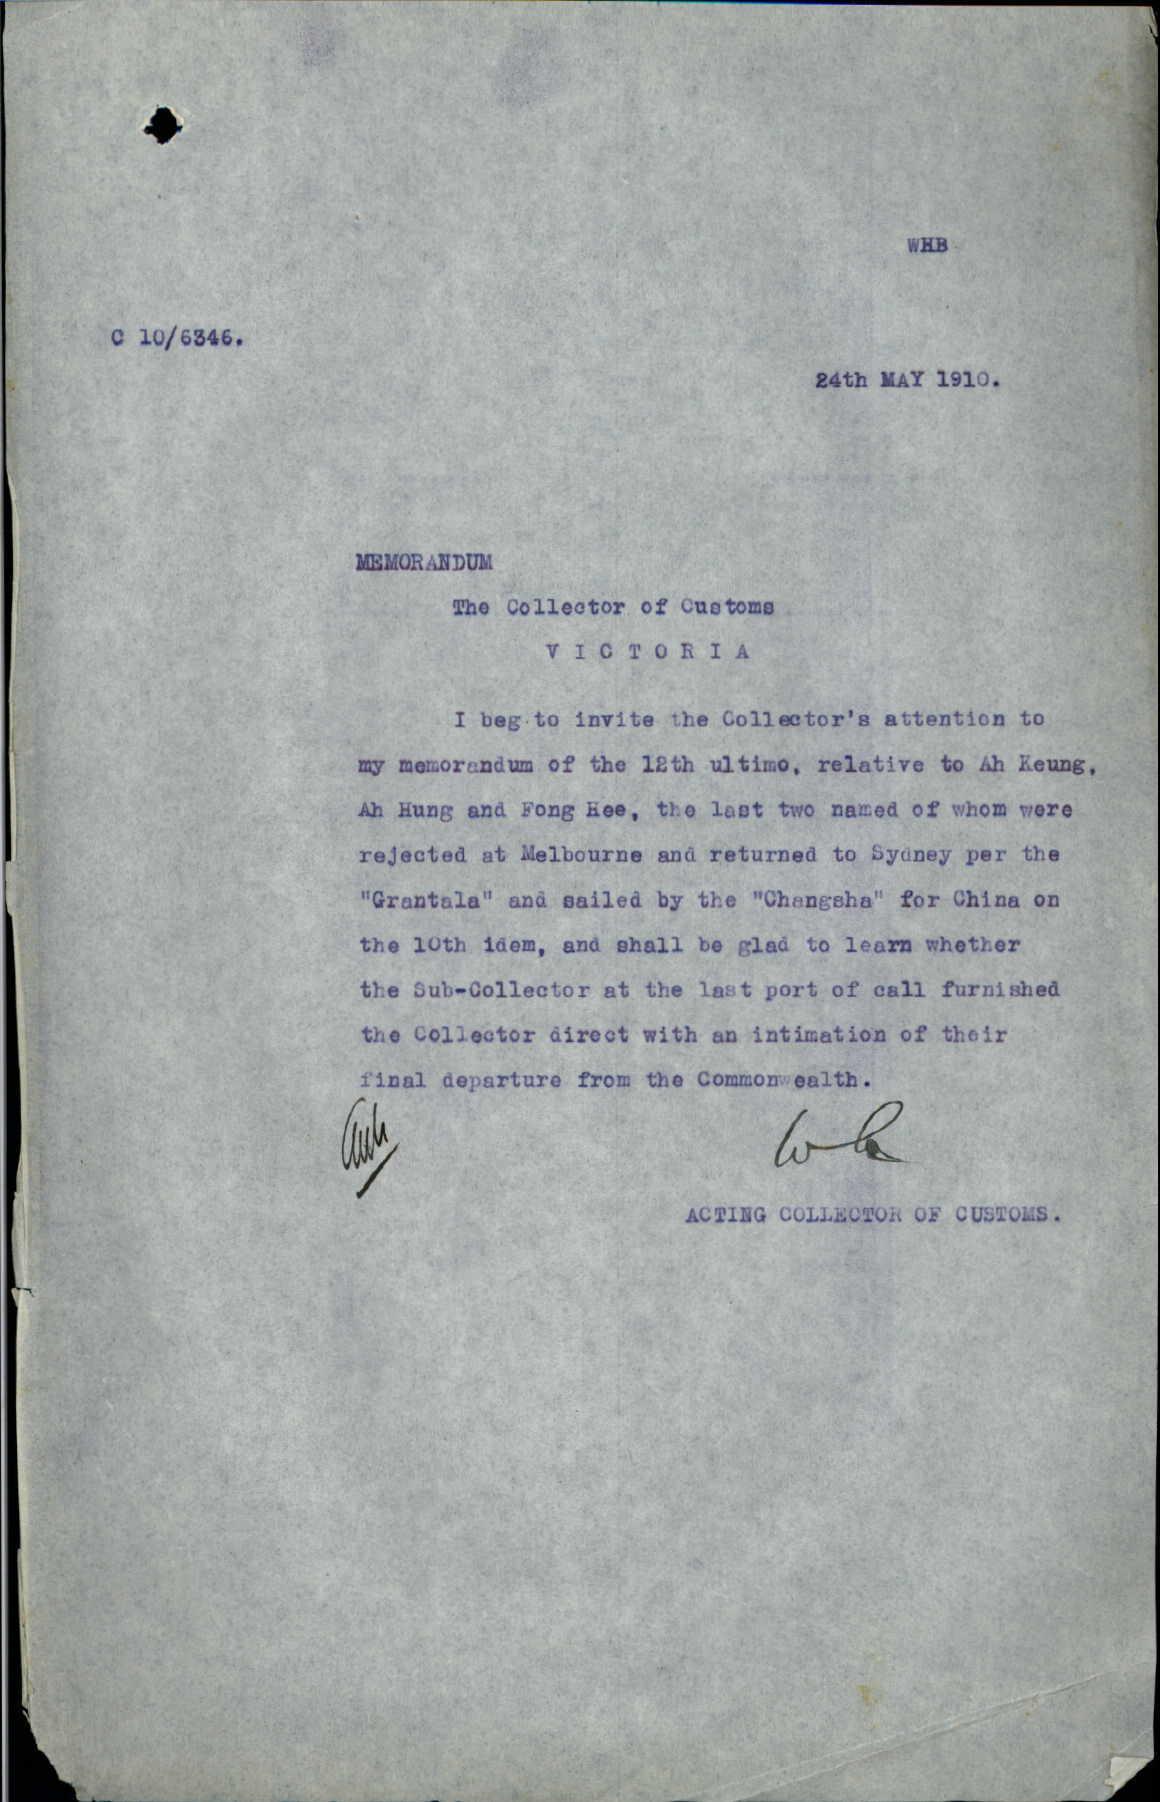 WHB
C 10/6346.
24th MAY 1910.
MEMORANDUM
The Collector of Customs
V I C T O R I A
I beg to invite the Collector's attention to
my memorandum of the 12th ultimo, relative to Ah Keung,
Ah Hung and Fong Hee, the last two named of whom were
rejected at Melbourne and returned to Sydney per the
"Grantala" and sailed by the "Changsha" for China on
the 10th idem, and shall be glad to learn whether
the Sub-Collector at the last port of call furnished
the Collector direct with an intimation of their
final departure from the Commonwealth.
ACTING COLLECTOR OF CUSTOMS.